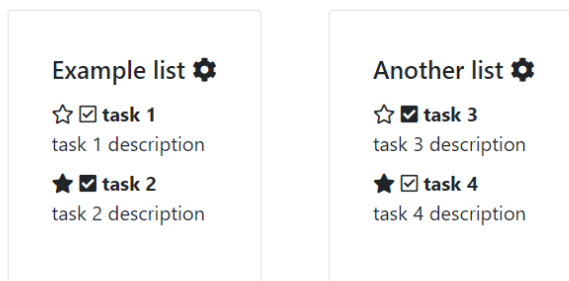 Example list
task 1
task 1 description
task 2
task 2 description
Another list
task 3
task 3 description
task 4
task 4 description